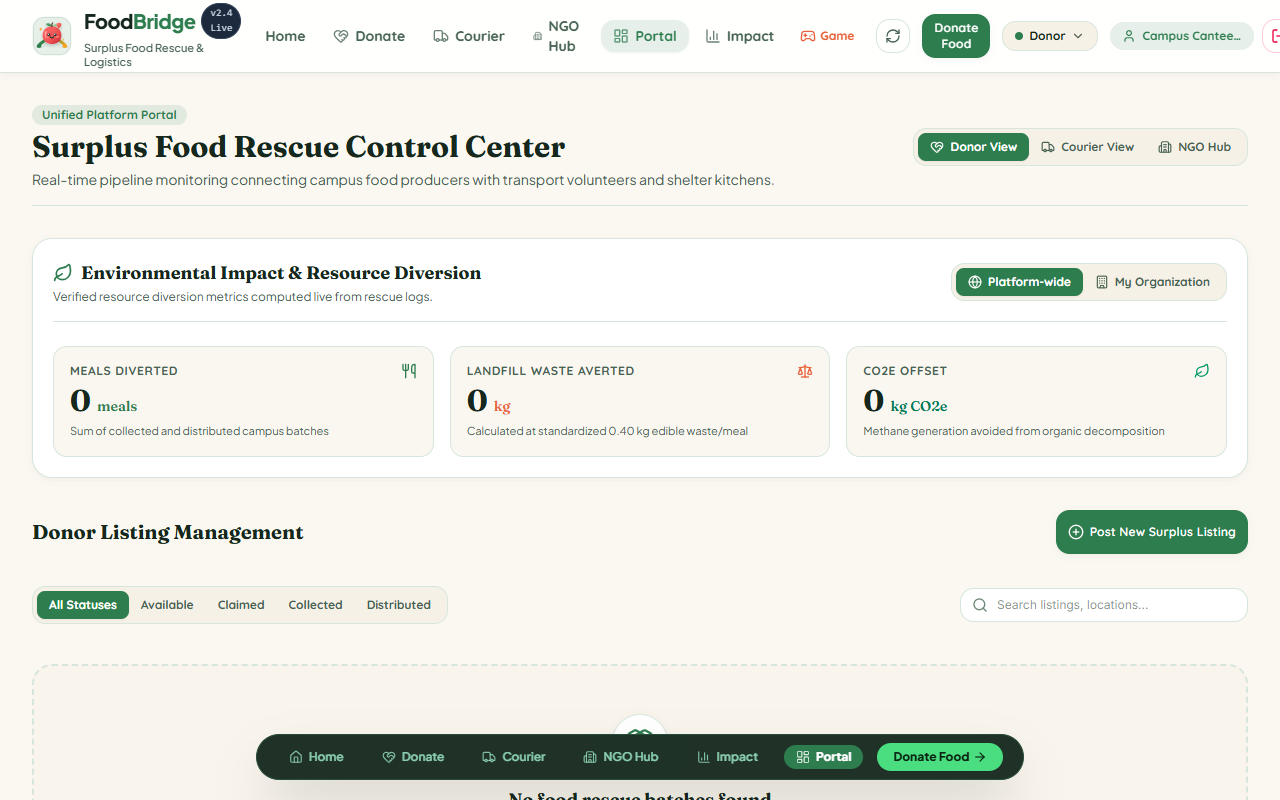 FoodBridge
v2.4
Live
Surplus Food Rescue &
Logistics
Home
Donate
Courier
NGO
Hub
Portal
Impact
Game
Donate
Food
Donor
Campus Cantee...
Unified Platform Portal
Surplus Food Rescue Control Center
Real-time pipeline monitoring connecting campus food producers with transport volunteers and shelter kitchens.
Donor View
Courier View
NGO Hub
Environmental Impact & Resource Diversion
Verified resource diversion metrics computed live from rescue logs.
Platform-wide
My Organization
MEALS DIVERTED
0 meals
Sum of collected and distributed campus batches
LANDFILL WASTE AVERTED
0 kg
Calculated at standardized 0.40 kg edible waste/meal
CO2E OFFSET
0 kg CO2e
Methane generation avoided from organic decomposition
Donor Listing Management
Post New Surplus Listing
All Statuses
Available
Claimed
Collected
Distributed
Search listings, locations...
Home
Donate
Courier
NGO Hub
Impact
Portal
Donate Food →
No food rescue batches found